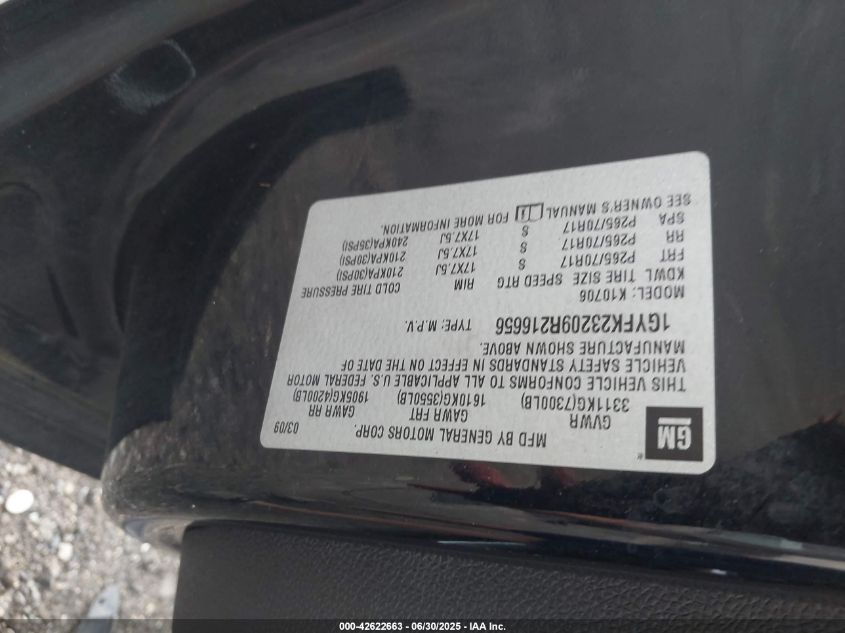 GM
MFD BY GENERAL MOTORS CORP. 03/09
GVWR GAWR FRT GAWR RR
3311KG(7300LB) 1610KG(3550LB) 1905KG(4200LB)
THIS VEHICLE CONFORMS TO ALL APPLICABLE U.S. FEDERAL MOTOR
VEHICLE SAFETY STANDARDS IN EFFECT ON THE DATE OF
MANUFACTURE SHOWN ABOVE.
1GYFK23209R216656 TYPE: M.P.V.
MODEL: K10706
KDWL TIRE SIZE SPEED RTG RIM COLD TIRE PRESSURE
FRT P265/70R17 S 17X7.5J 210KPA(30PSI)
RR P265/70R17 S 17X7.5J 210KPA(30PSI)
SPA P265/70R17 S 17X7.5J 240KPA(35PSI)
SEE OWNER'S MANUAL FOR MORE INFORMATION.
000-42622663 - 06/30/2025 - IAA Inc.